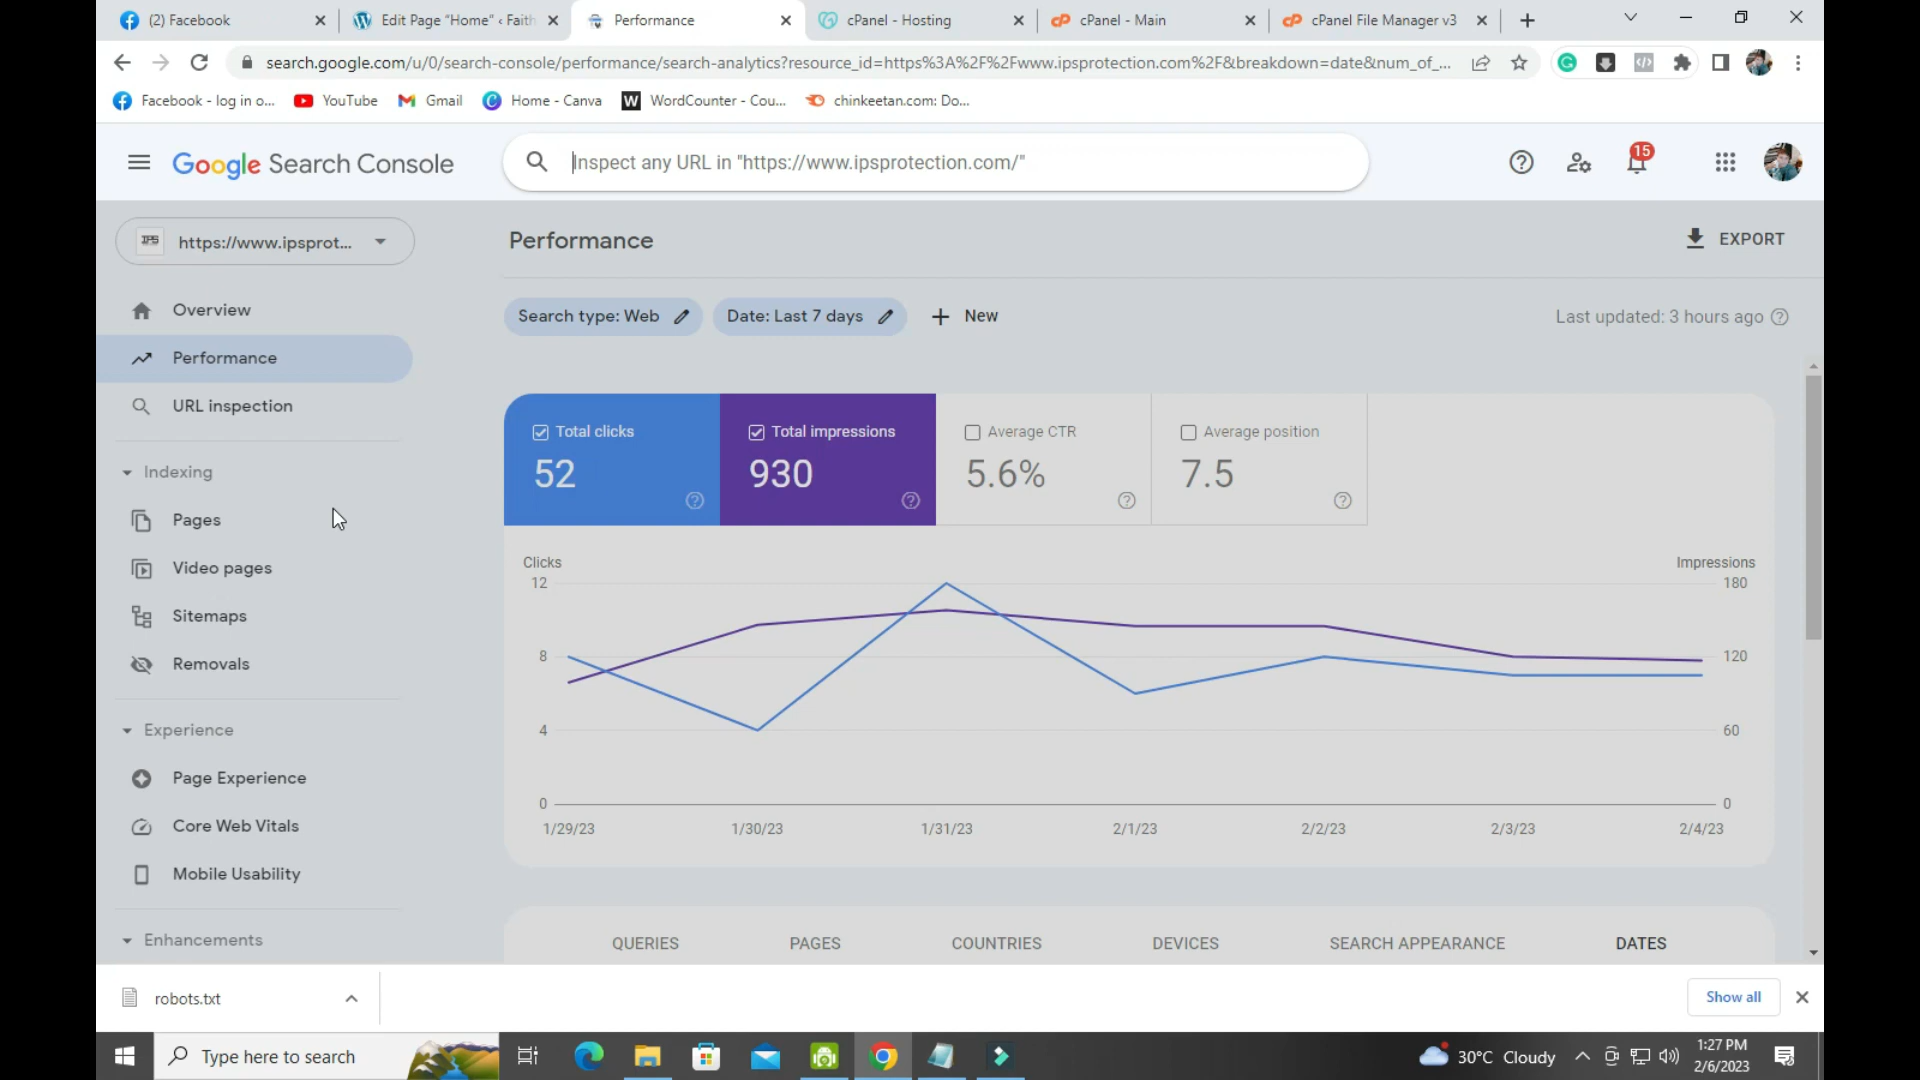 (2) Facebook
Edit Page "Home" ‹ Faith
Performance
cPanel - Hosting
cPanel - Main
cPanel File Manager v3
search.google.com/u/0/search-console/performance/search-analytics?resource_id=https%3A%2F%2Fwww.ipsprotection.com%2F&breakdown=date&num_of_...
Facebook - log in o...
YouTube
Gmail
Home - Canva
WordCounter - Cou...
chinkeetan.com: Do...
Google Search Console
Inspect any URL in "https://www.ipsprotection.com/"
15
IPS
https://www.ipsprot...
Performance
EXPORT
Overview
Performance
URL inspection
Indexing
Pages
Video pages
Sitemaps
Removals
Experience
Page Experience
Core Web Vitals
Mobile Usability
Enhancements
Search type: Web
Date: Last 7 days
New
Last updated: 3 hours ago
Total clicks
52
Total impressions
930
Average CTR
5.6%
Average position
7.5
Clicks
Impressions
12
180
8
120
4
60
0
0
1/29/23
1/30/23
1/31/23
2/1/23
2/2/23
2/3/23
2/4/23
QUERIES
PAGES
COUNTRIES
DEVICES
SEARCH APPEARANCE
DATES
robots.txt
Show all
Type here to search
30°C Cloudy
1:27 PM
2/6/2023